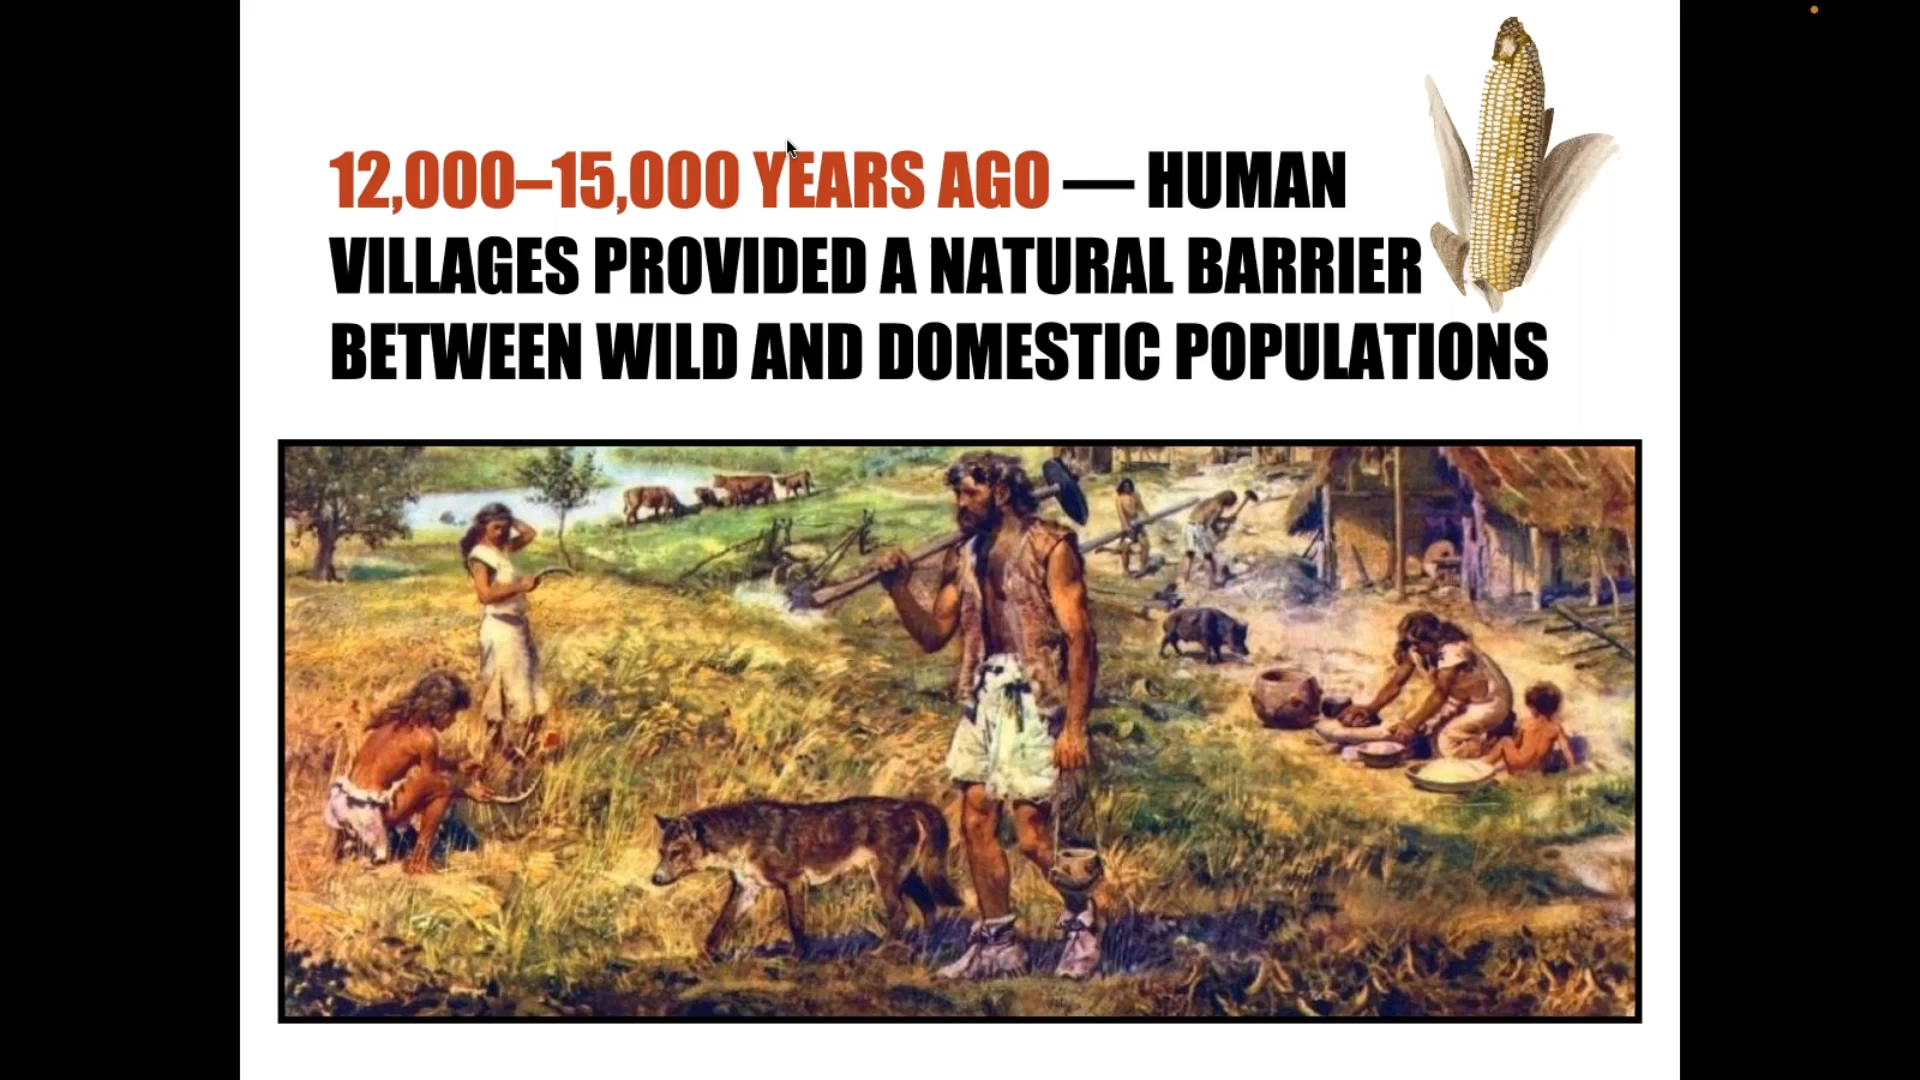 12,000–15,000 YEARS AGO — HUMAN
VILLAGES PROVIDED A NATURAL BARRIER
BETWEEN WILD AND DOMESTIC POPULATIONS